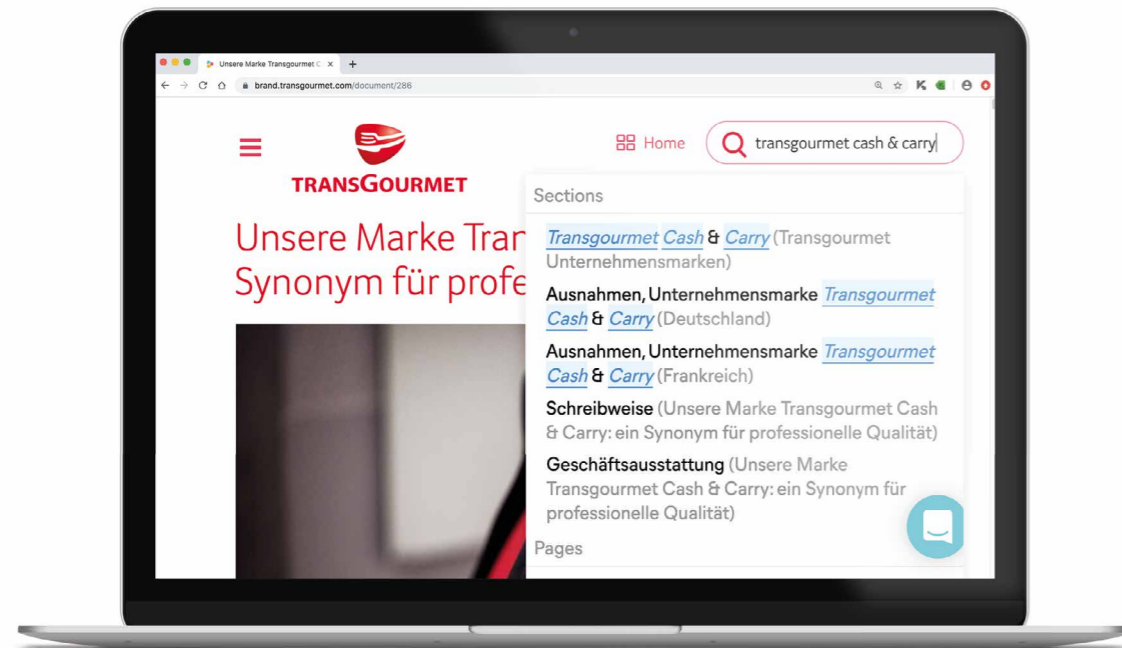 Unsere Marke Transgourmet C
brand.transgourmet.com/document/286
TRANSGOURMET
Home
transgourmet cash & carry
Unsere Marke Tran
Synonym für profe
Sections
Transgourmet Cash & Carry (Transgourmet
Unternehmensmarken)
Ausnahmen, Unternehmensmarke Transgourmet
Cash & Carry (Deutschland)
Ausnahmen, Unternehmensmarke Transgourmet
Cash & Carry (Frankreich)
Schreibweise (Unsere Marke Transgourmet Cash
& Carry: ein Synonym für professionelle Qualität)
Geschäftsausstattung (Unsere Marke
Transgourmet Cash & Carry: ein Synonym für
professionelle Qualität)
Pages